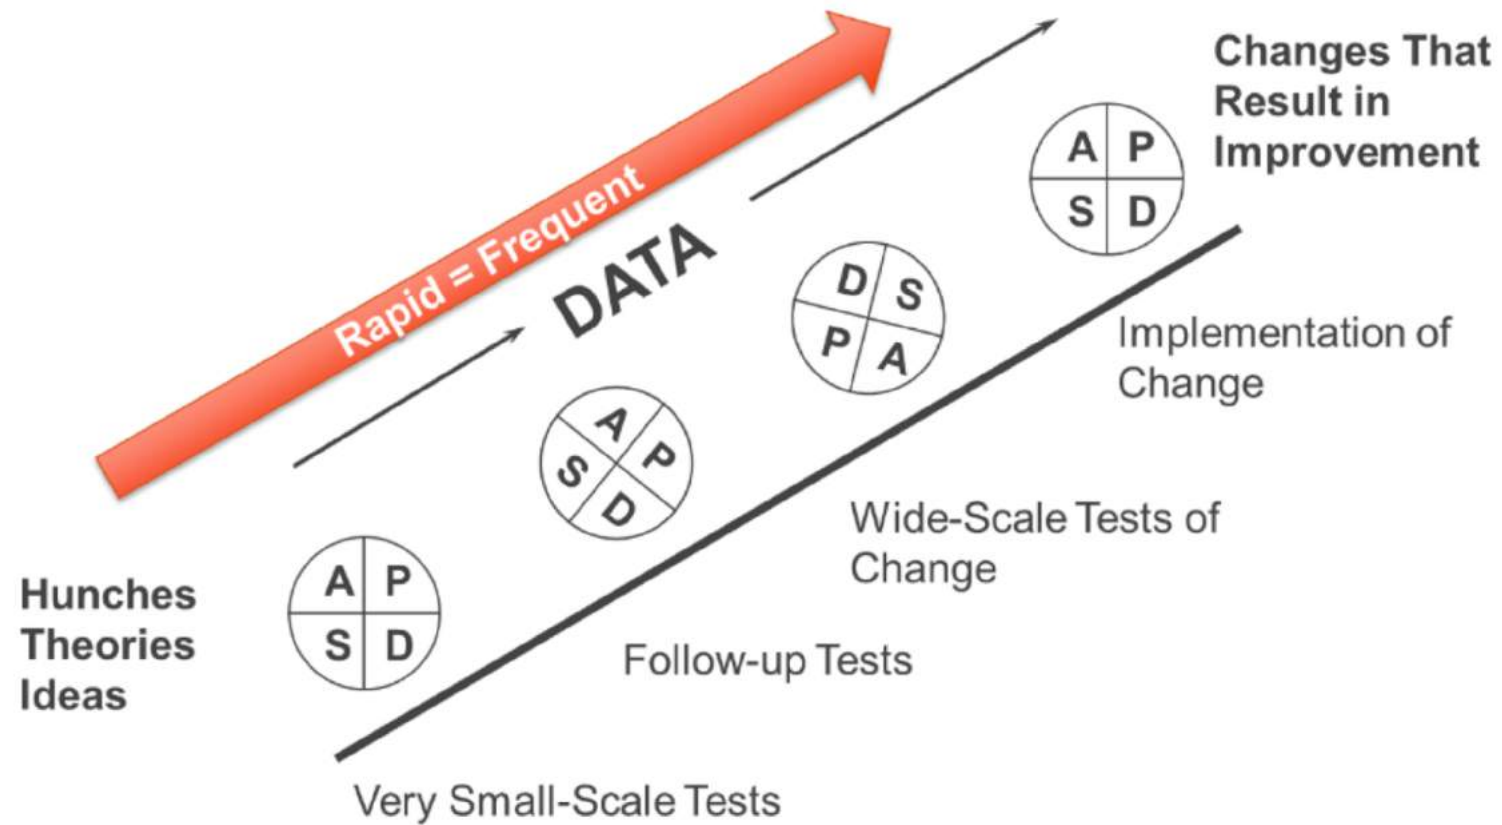 Rapid = Frequent
DATA
Changes That
Result in
Improvement
A P
S D
D S
P A
A P
S D
A P
S D
Hunches
Theories
Ideas
Implementation of
Change
Wide-Scale Tests of
Change
Follow-up Tests
Very Small-Scale Tests